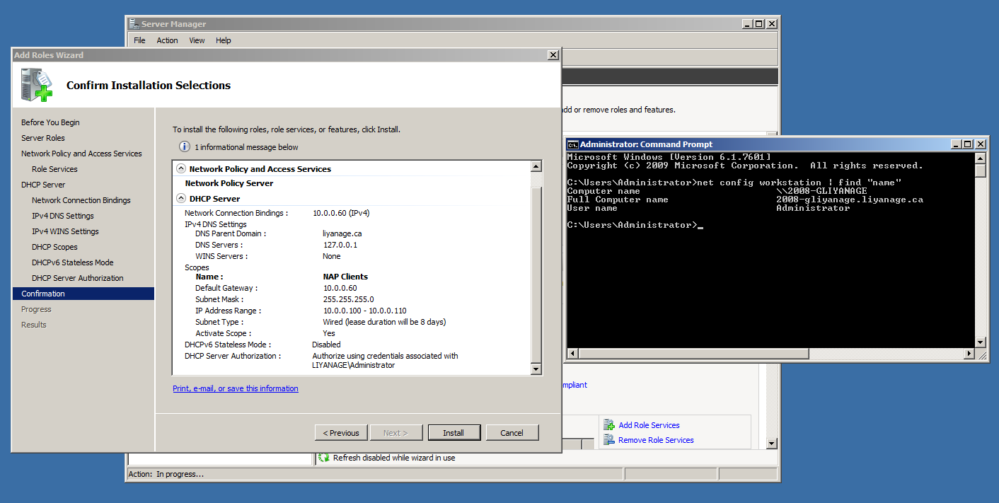 Server Manager
File Action View Help
Add Roles Wizard
Confirm Installation Selections
Before You Begin
Server Roles
Network Policy and Access Services
Role Services
DHCP Server
Network Connection Bindings
IPv4 DNS Settings
IPv4 WINS Settings
DHCP Scopes
DHCPv6 Stateless Mode
DHCP Server Authorization
Confirmation
Progress
Results
To install the following roles, role services, or features, click Install.
1 informational message below
Network Policy and Access Services
Network Policy Server
DHCP Server
Network Connection Bindings : 10.0.0.60 (IPv4)
IPv4 DNS Settings
DNS Parent Domain : liyanage.ca
DNS Servers : 127.0.0.1
WINS Servers : None
Scopes
Name : NAP Clients
Default Gateway : 10.0.0.60
Subnet Mask : 255.255.255.0
IP Address Range : 10.0.0.100 - 10.0.0.110
Subnet Type : Wired (lease duration will be 8 days)
Activate Scope : Yes
DHCPv6 Stateless Mode : Disabled
DHCP Server Authorization : Authorize using credentials associated with
LIYANAGE\Administrator
Print, e-mail, or save this information
< Previous Next > Install Cancel
dd or remove roles and features.
Administrator: Command Prompt
Microsoft Windows [Version 6.1.7601]
Copyright (c) 2009 Microsoft Corporation. All rights reserved.
C:\Users\Administrator>net config workstation | find "name"
Computer name \\2008-GLIYANAGE
Full Computer name 2008-gliyanage.liyanage.ca
User name Administrator
C:\Users\Administrator>_
mpliant
Add Role Services
Remove Role Services
Refresh disabled while wizard in use
Action: In progress...